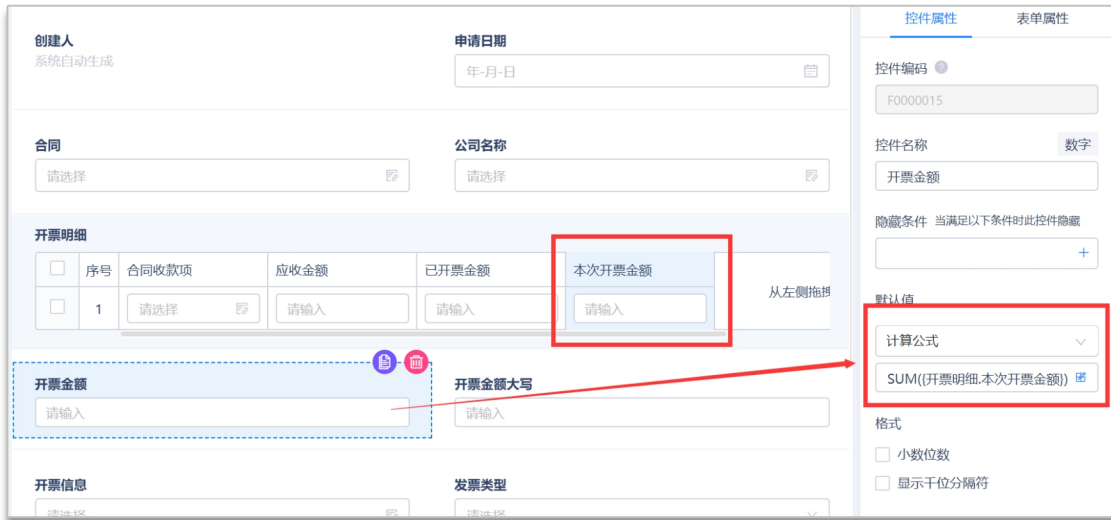 创建人
系统自动生成
申请日期
年-月-日
合同
请选择
公司名称
请选择
开票明细
序号 合同收款项 应收金额 已开票金额 本次开票金额
从左侧拖拽
1 请选择 请输入 请输入 请输入
开票金额
请输入
开票金额大写
请输入
开票信息
请选择
发票类型
请选择
控件属性 表单属性
控件编码
F0000015
控件名称 数字
开票金额
隐藏条件 当满足以下条件时此控件隐藏
默认值
计算公式
SUM({开票明细.本次开票金额})
格式
小数位数
显示千位分隔符